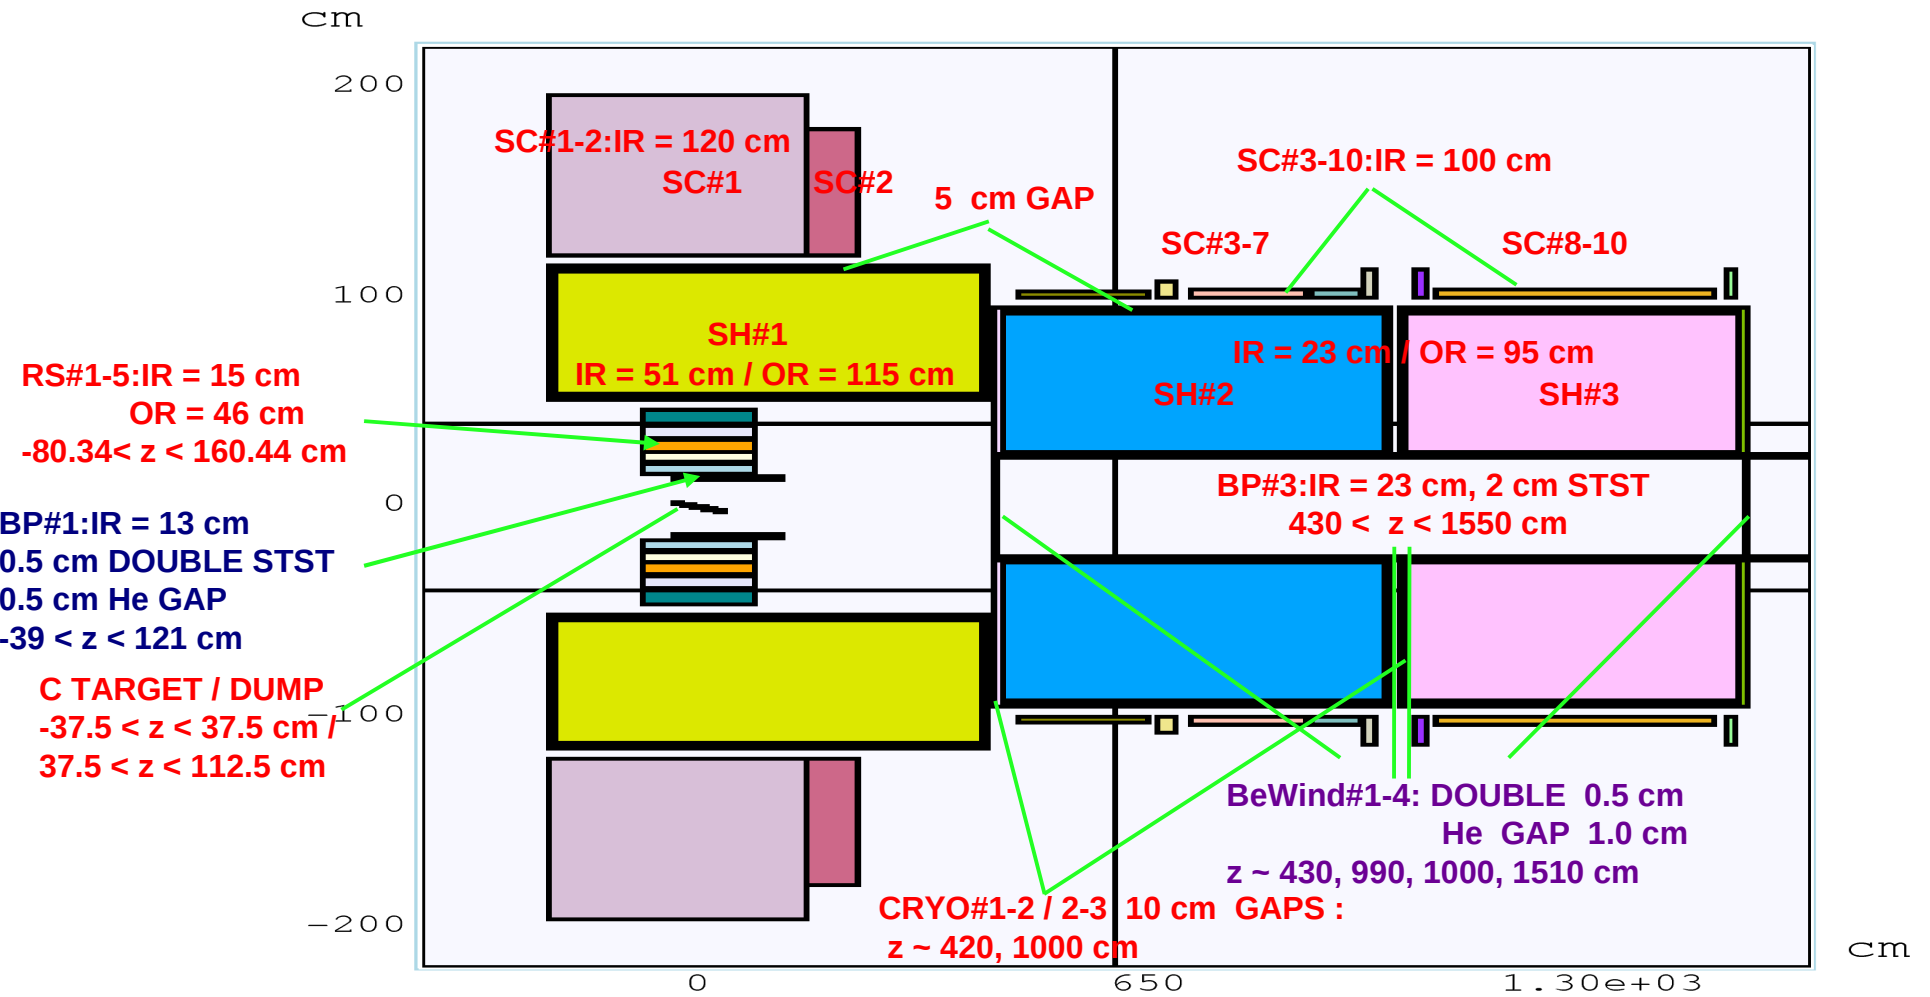 cm
200
SC#1-2:IR = 120 cm
SC#1
SC#2
5 cm GAP
SC#3-10:IR = 100 cm
SC#3-7
SC#8-10
100
SH#1
IR = 51 cm / OR = 115 cm
IR = 23 cm / OR = 95 cm
SH#2
SH#3
RS#1-5:IR = 15 cm
OR = 46 cm
-80.34< z < 160.44 cm
0
BP#3:IR = 23 cm, 2 cm STST
430 < z < 1550 cm
BP#1:IR = 13 cm
0.5 cm DOUBLE STST
0.5 cm He GAP
-39 < z < 121 cm
C TARGET / DUMP
-37.5 < z < 37.5 cm /
37.5 < z < 112.5 cm
-100
BeWind#1-4: DOUBLE 0.5 cm
He GAP 1.0 cm
z ~ 430, 990, 1000, 1510 cm
CRYO#1-2 / 2-3 10 cm GAPS :
z ~ 420, 1000 cm
-200
cm
0
650
1.30e+03